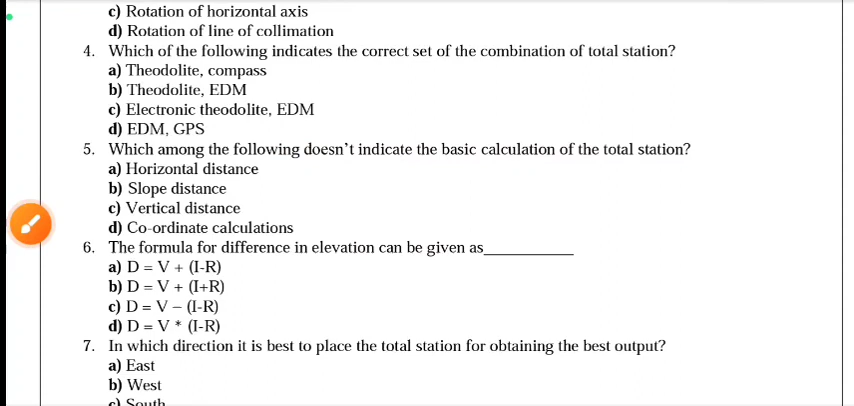 c) Rotation of horizontal axis
d) Rotation of line of collimation
4. Which of the following indicates the correct set of the combination of total station?
a) Theodolite, compass
b) Theodolite, EDM
c) Electronic theodolite, EDM
d) EDM, GPS
5. Which among the following doesn’t indicate the basic calculation of the total station?
a) Horizontal distance
b) Slope distance
c) Vertical distance
d) Co-ordinate calculations
6. The formula for difference in elevation can be given as____________
a) D = V + (I-R)
b) D = V + (I+R)
c) D = V – (I-R)
d) D = V * (I-R)
7. In which direction it is best to place the total station for obtaining the best output?
a) East
b) West
c) South